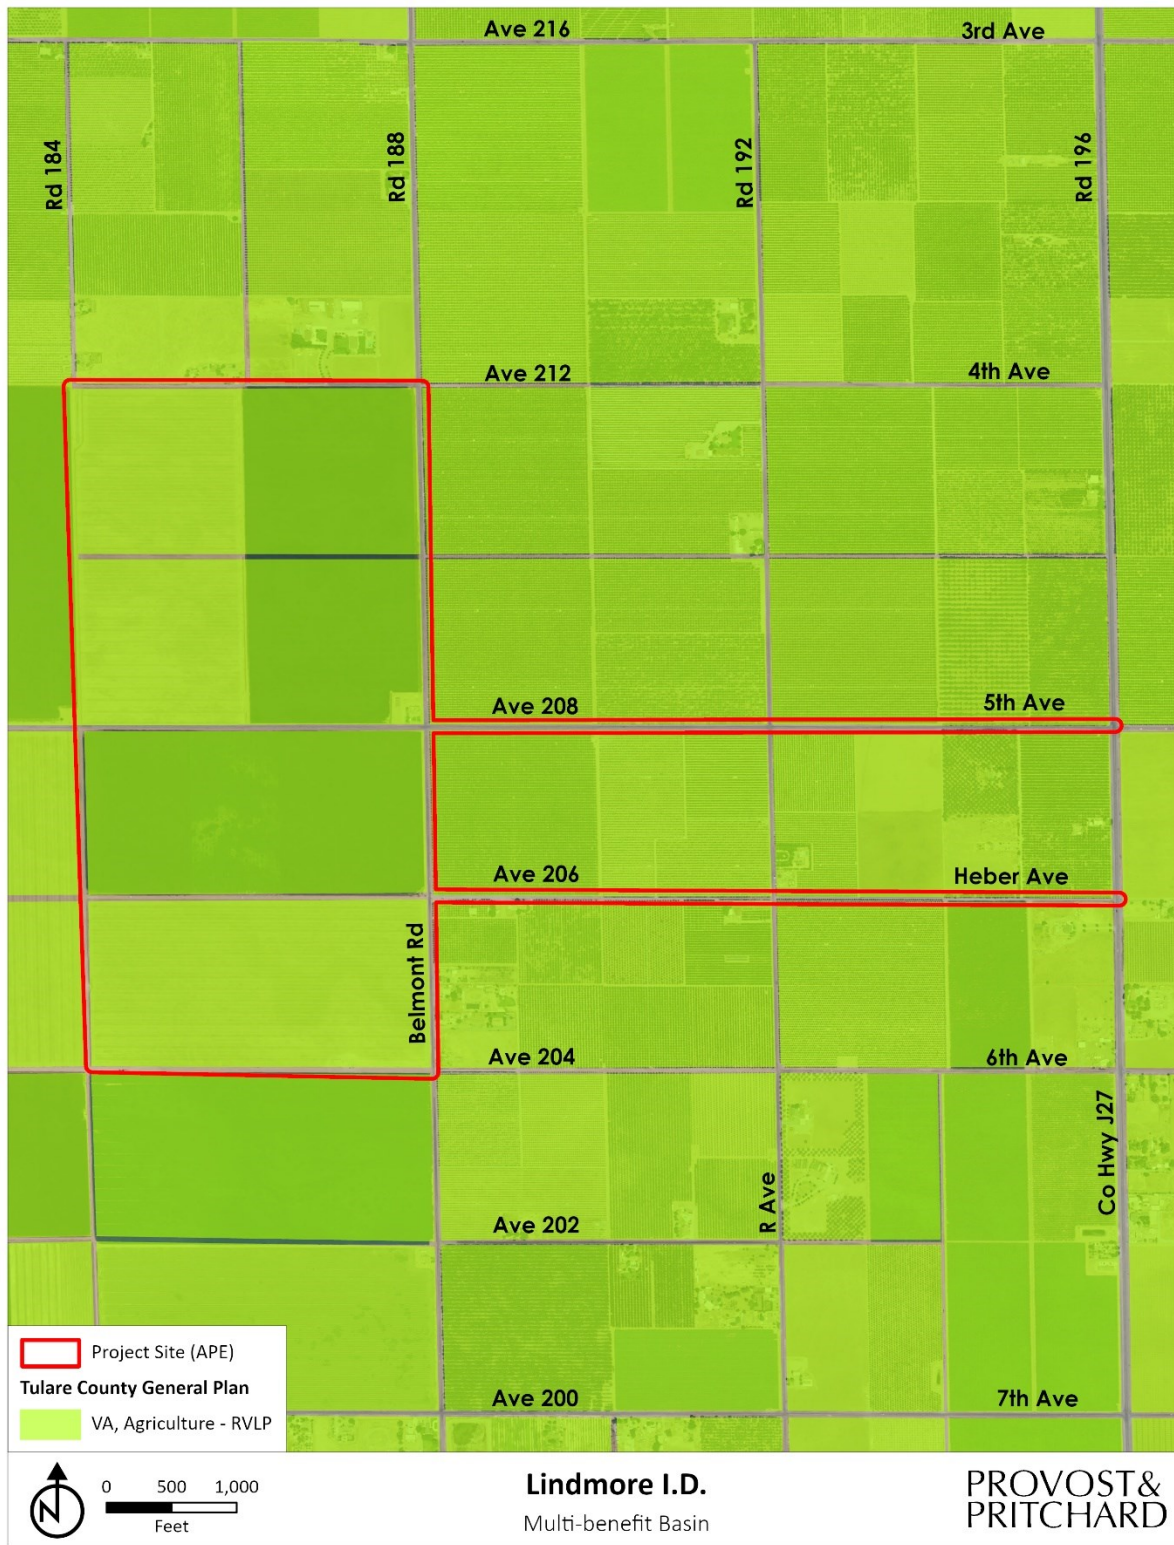 Ave 216
3rd Ave
Rd 184
Rd 188
Rd 192
Rd 196
Ave 212
4th Ave
Ave 208
5th Ave
Ave 206
Heber Ave
Belmont Rd
Ave 204
6th Ave
Co Hwy J27
R Ave
Ave 202
Ave 200
7th Ave
Project Site (APE)
Tulare County General Plan
VA, Agriculture - RVLP
N
0 500 1,000
Feet
Lindmore I.D.
Multi-benefit Basin
PROVOST&
PRITCHARD